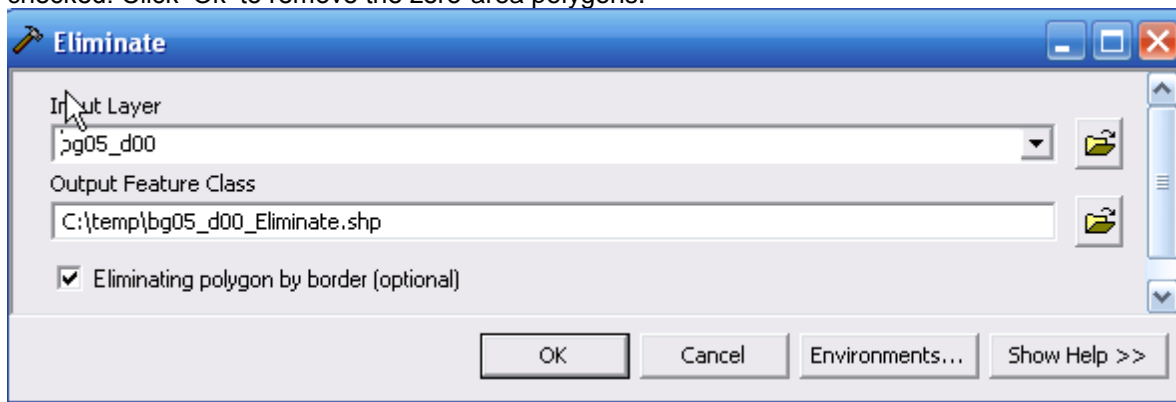 checked. Click 'Ok' to remove the zero-area polygons.
Eliminate
Input Layer
bg05_d00
Output Feature Class
C:\temp\bg05_d00_Eliminate.shp
Eliminating polygon by border (optional)
OK Cancel Environments... Show Help >>